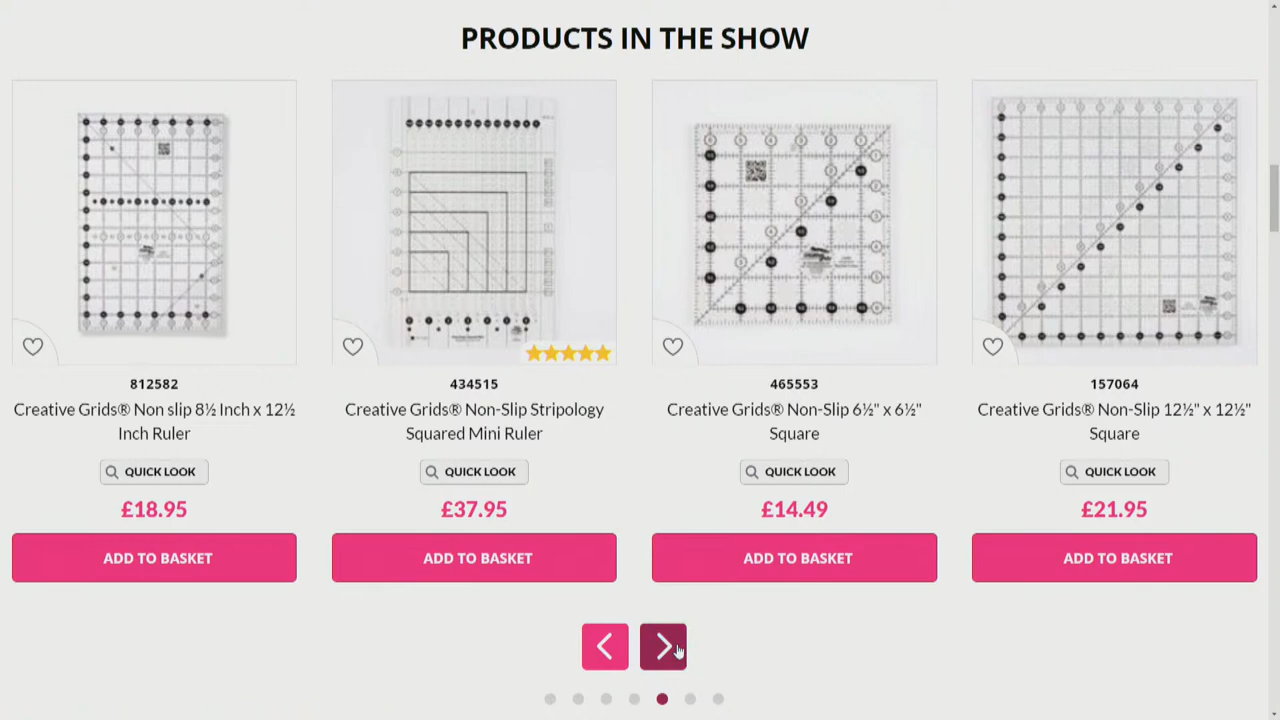 PRODUCTS IN THE SHOW
812582
Creative Grids® Non slip 8½ Inch x 12½
Inch Ruler
QUICK LOOK
£18.95
ADD TO BASKET
434515
Creative Grids® Non-Slip Stripology
Squared Mini Ruler
QUICK LOOK
£37.95
ADD TO BASKET
465553
Creative Grids® Non-Slip 6½" x 6½"
Square
QUICK LOOK
£14.49
ADD TO BASKET
157064
Creative Grids® Non-Slip 12½" x 12½"
Square
QUICK LOOK
£21.95
ADD TO BASKET